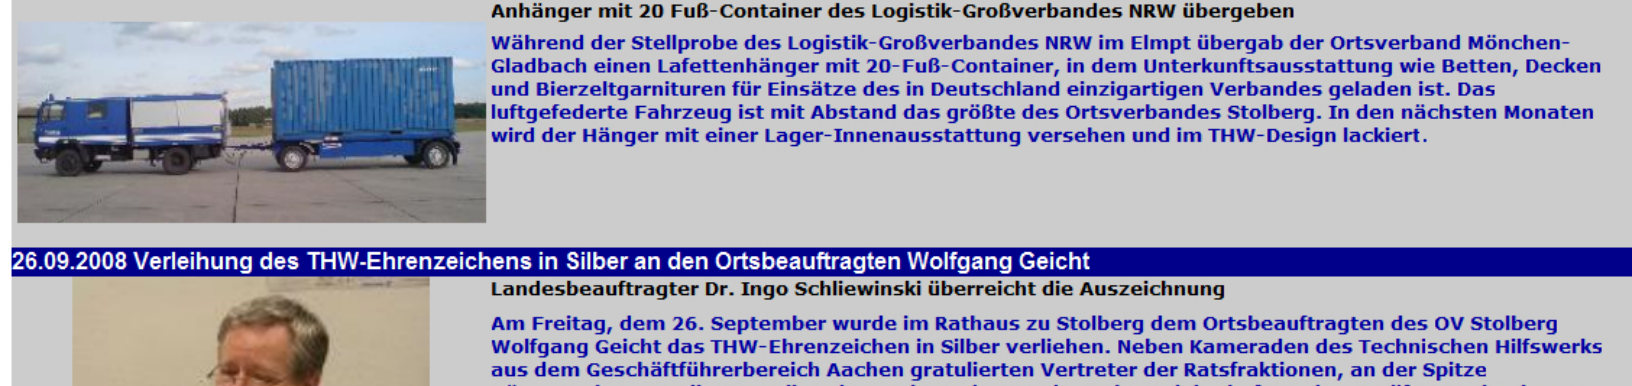 Anhänger mit 20 Fuß-Container des Logistik-Großverbandes NRW übergeben
Während der Stellprobe des Logistik-Großverbandes NRW im Elmpt übergab der Ortsverband Mönchen-
Gladbach einen Lafettenhänger mit 20-Fuß-Container, in dem Unterkunftsausstattung wie Betten, Decken
und Bierzeltgarnituren für Einsätze des in Deutschland einzigartigen Verbandes geladen ist. Das
luftgefederte Fahrzeug ist mit Abstand das größte des Ortsverbandes Stolberg. In den nächsten Monaten
wird der Hänger mit einer Lager-Innenausstattung versehen und im THW-Design lackiert.
26.09.2008 Verleihung des THW-Ehrenzeichens in Silber an den Ortsbeauftragten Wolfgang Geicht
Landesbeauftragter Dr. Ingo Schliewinski überreicht die Auszeichnung
Am Freitag, dem 26. September wurde im Rathaus zu Stolberg dem Ortsbeauftragten des OV Stolberg
Wolfgang Geicht das THW-Ehrenzeichen in Silber verliehen. Neben Kameraden des Technischen Hilfswerks
aus dem Geschäftführerbereich Aachen gratulierten Vertreter der Ratsfraktionen, an der Spitze